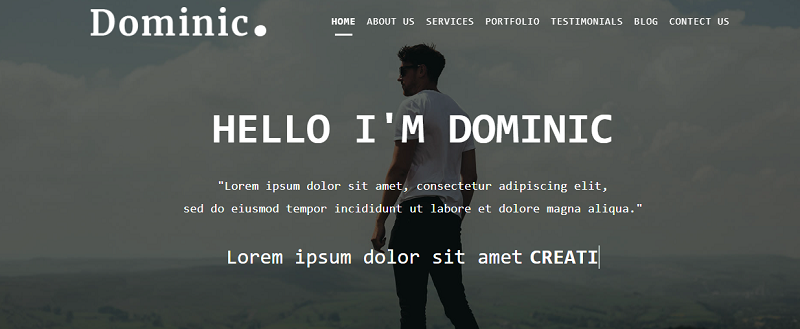 Dominic.
HOME ABOUT US SERVICES PORTFOLIO TESTIMONIALS BLOG CONTACT US
HELLO I'M DOMINIC
"Lorem ipsum dolor sit amet, consectetur adipiscing elit,
sed do eiusmod tempor incididunt ut labore et dolore magna aliqua."
Lorem ipsum dolor sit amet CREATI